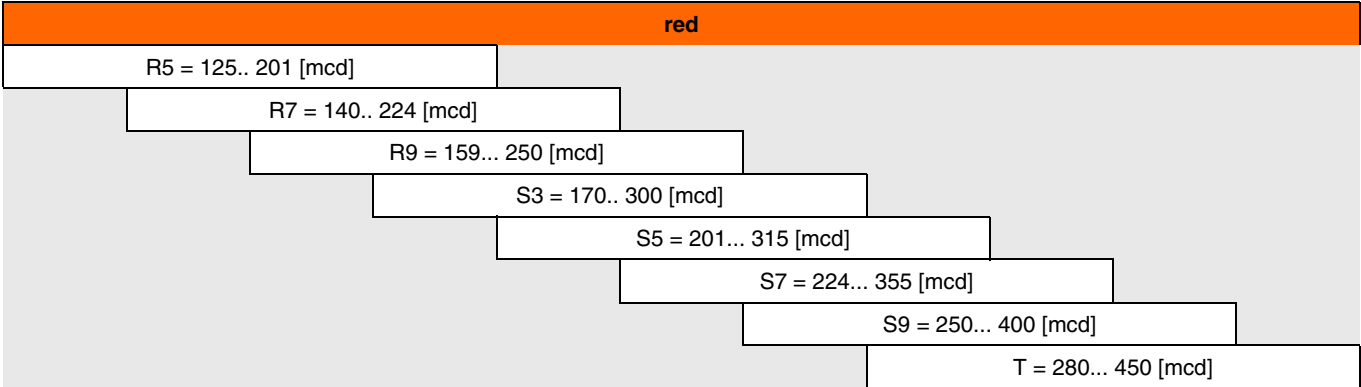 red
R5 = 125.. 201 [mcd]
R7 = 140.. 224 [mcd]
R9 = 159... 250 [mcd]
S3 = 170.. 300 [mcd]
S5 = 201... 315 [mcd]
S7 = 224... 355 [mcd]
S9 = 250... 400 [mcd]
T = 280... 450 [mcd]